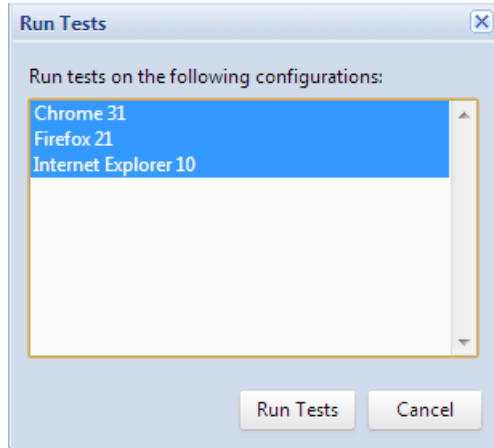 Run Tests
Run tests on the following configurations:
Chrome 31
Firefox 21
Internet Explorer 10
Run Tests
Cancel